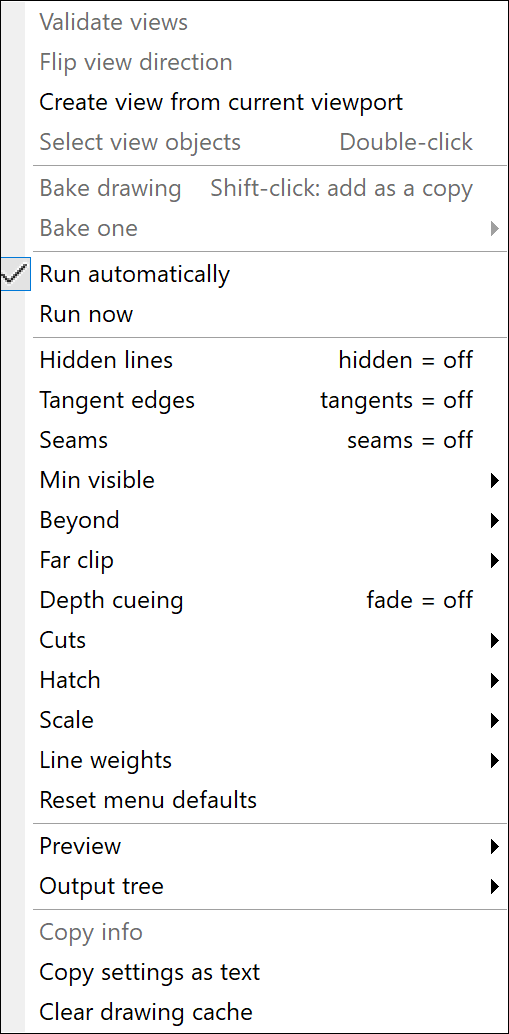 Validate views
Flip view direction
Create view from current viewport
Select view objects Double-click
Bake drawing Shift-click: add as a copy
Bake one
Run automatically
Run now
Hidden lines hidden = off
Tangent edges tangents = off
Seams seams = off
Min visible
Beyond
Far clip
Depth cueing fade = off
Cuts
Hatch
Scale
Line weights
Reset menu defaults
Preview
Output tree
Copy info
Copy settings as text
Clear drawing cache